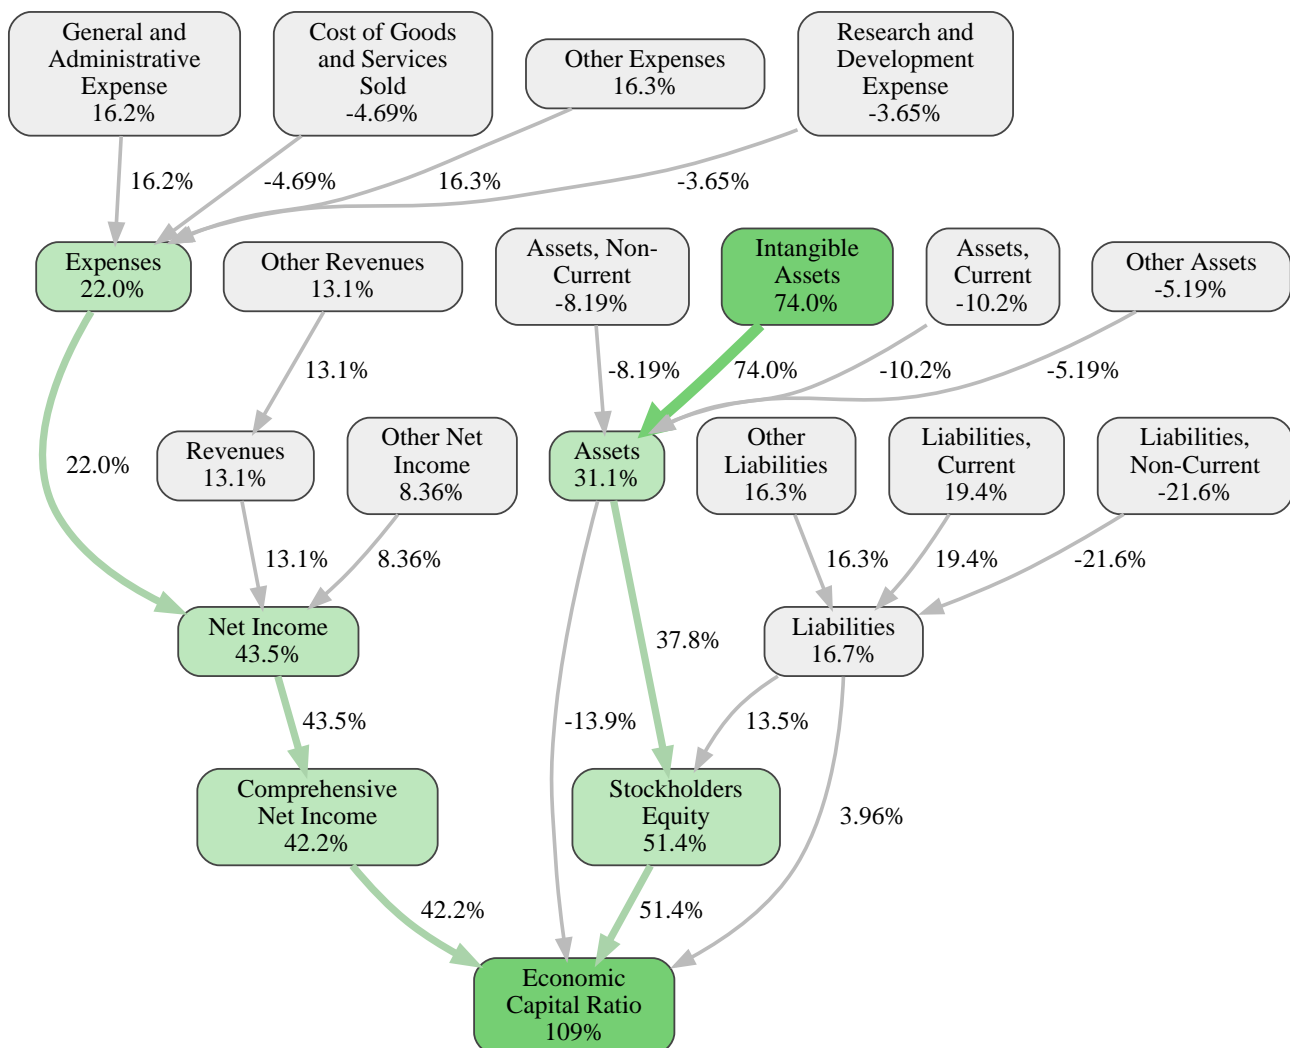 General and
Administrative
Expense
16.2%
Cost of Goods
and Services
Sold
-4.69%
Other Expenses
16.3%
Research and
Development
Expense
-3.65%
16.2%
-4.69%
16.3%
-3.65%
Expenses
22.0%
Other Revenues
13.1%
Assets, Non-
Current
-8.19%
Intangible
Assets
74.0%
Assets,
Current
-10.2%
Other Assets
-5.19%
13.1%
-8.19%
74.0%
-10.2%
-5.19%
22.0%
Revenues
13.1%
Other Net
Income
8.36%
Assets
31.1%
Other
Liabilities
16.3%
Liabilities,
Current
19.4%
Liabilities,
Non-Current
-21.6%
13.1%
8.36%
16.3%
19.4%
-21.6%
Net Income
43.5%
37.8%
Liabilities
16.7%
43.5%
-13.9%
13.5%
Comprehensive
Net Income
42.2%
Stockholders
Equity
51.4%
3.96%
42.2%
51.4%
Economic
Capital Ratio
109%